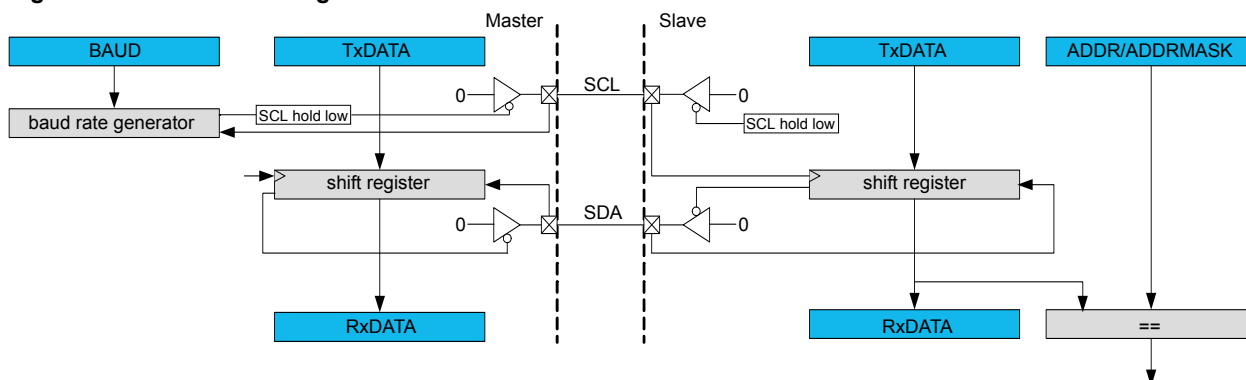 Master
Slave
BAUD
TxDATA
TxDATA
ADDR/ADDRMASK
SCL
0
0
baud rate generator
SCL hold low
SCL hold low
shift register
shift register
SDA
0
0
RxDATA
RxDATA
==